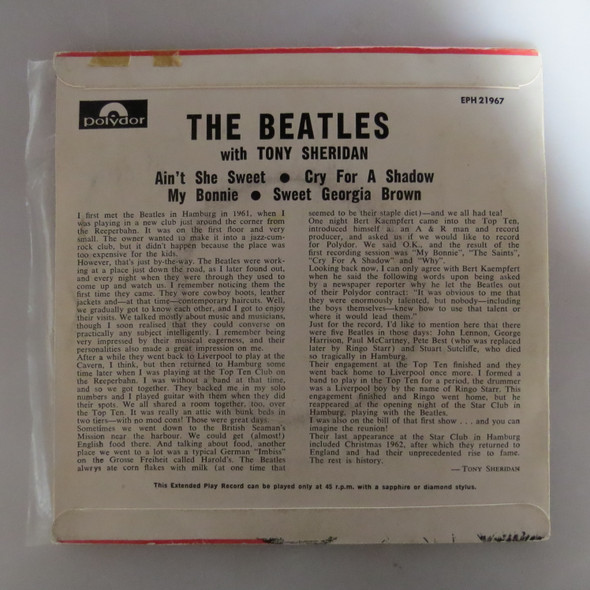 EPH 21967
polydor
THE BEATLES
with TONY SHERIDAN
Ain't She Sweet ● Cry For A Shadow
My Bonnie ● Sweet Georgia Brown
I first met the Beatles in Hamburg in 1961, when I
was playing in a new club just around the corner from
the Reeperbahn. It was on the first floor and very
small. The owner wanted to make it into a jazz-cum-
rock club, but it didn't happen because the place was
too expensive for the kids.
However, that's just by-the-way. The Beatles were work-
ing at a place just down the road, as I later found out,
and every night when they were through they used to
come up and watch us. I remember noticing them the
first time they came. They wore cowboy boots, leather
jackets and—at that time—contemporary haircuts. Well,
we gradually got to know each other, and I got to enjoy
their visits. We talked mostly about music and musicians,
though I soon realised that they could converse on
practically any subject intelligently. I remember being
very impressed by their musical eagerness, and their
personalities also made a great impression on me.
After a while they went back to Liverpool to play at the
Cavern, I think, but then returned to Hamburg some
time later when I was playing at the Top Ten Club on
the Reeperbahn. I was without a band at that time,
and so we got together. They backed me in my solo
numbers and I played guitar with them when they did
their spots. We all shared a room together, too, over
the Top Ten. It was really an attic with bunk beds in
two tiers—with no mod cons! Those were great days.
Sometimes we went down to the British Seaman's
Mission near the harbour. We could get (almost!)
English food there. And talking about food, another
place we went to a lot was a typical German "Imbiss"
on the Grosse Freiheit called Harold's. The Beatles
always ate corn flakes with milk (at one time that
seemed to be their staple diet)—and we all had tea!
One night Bert Kaempfert came into the Top Ten,
introduced himself as an A & R man and record
producer, and asked us if we would like to record
for Polydor. We said O.K., and the result of the
first recording session was "My Bonnie", "The Saints",
"Cry For A Shadow" and "Why".
Looking back now, I can only agree with Bert Kaempfert
when he said the following words upon being asked
by a newspaper reporter why he let the Beatles out
of their Polydor contract: "It was obvious to me that
they were enormously talented, but nobody—including
the boys themselves—knew how to use that talent or
where it would lead them."
Just for the record, I'd like to mention here that there
were five Beatles in those days: John Lennon, George
Harrison, Paul McCartney, Pete Best (who was replaced
later by Ringo Starr) and Stuart Sutcliffe, who died
so tragically in Hamburg.
Their engagement at the Top Ten finished and they
went back home to Liverpool once more. I formed a
band to play in the Top Ten for a period, the drummer
was a Liverpool boy by the name of Ringo Starr. This
engagement finished and Ringo went home, but he
reappeared at the opening night of the Star Club in
Hamburg, playing with the Beatles.
I was also on the bill of that first show . . . and you can
imagine the reunion!
Their last appearance at the Star Club in Hamburg
included Christmas 1962, after which they returned to
England and had their unprecedented rise to fame.
The rest is history.
— TONY SHERIDAN
This Extended Play Record can be played only at 45 r.p.m. with a sapphire or diamond stylus.